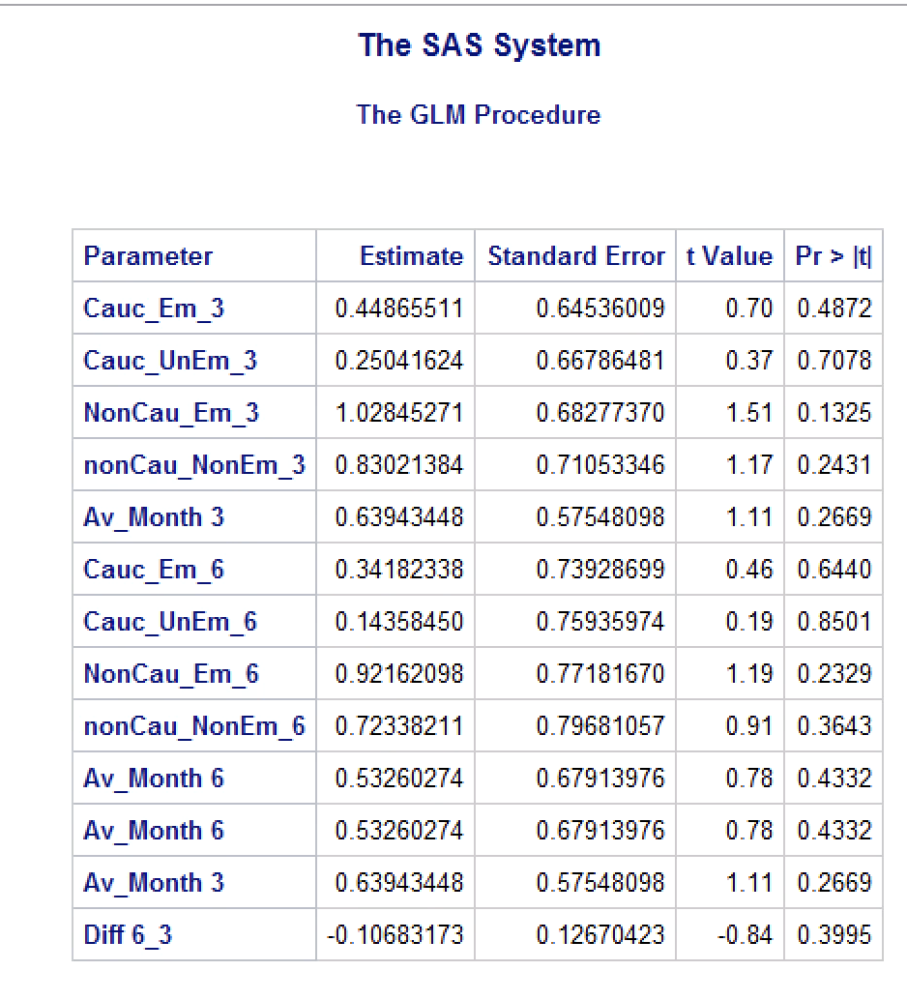 The SAS System
The GLM Procedure
Parameter Estimate Standard Error t Value Pr > |t|
Cauc_Em_3 0.44865511 0.64536009 0.70 0.4872
Cauc_UnEm_3 0.25041624 0.66786481 0.37 0.7078
NonCau_Em_3 1.02845271 0.68277370 1.51 0.1325
nonCau_NonEm_3 0.83021384 0.71053346 1.17 0.2431
Av_Month 3 0.63943448 0.57548098 1.11 0.2669
Cauc_Em_6 0.34182338 0.73928699 0.46 0.6440
Cauc_UnEm_6 0.14358450 0.75935974 0.19 0.8501
NonCau_Em_6 0.92162098 0.77181670 1.19 0.2329
nonCau_NonEm_6 0.72338211 0.79681057 0.91 0.3643
Av_Month 6 0.53260274 0.67913976 0.78 0.4332
Av_Month 6 0.53260274 0.67913976 0.78 0.4332
Av_Month 3 0.63943448 0.57548098 1.11 0.2669
Diff 6_3 -0.10683173 0.12670423 -0.84 0.3995